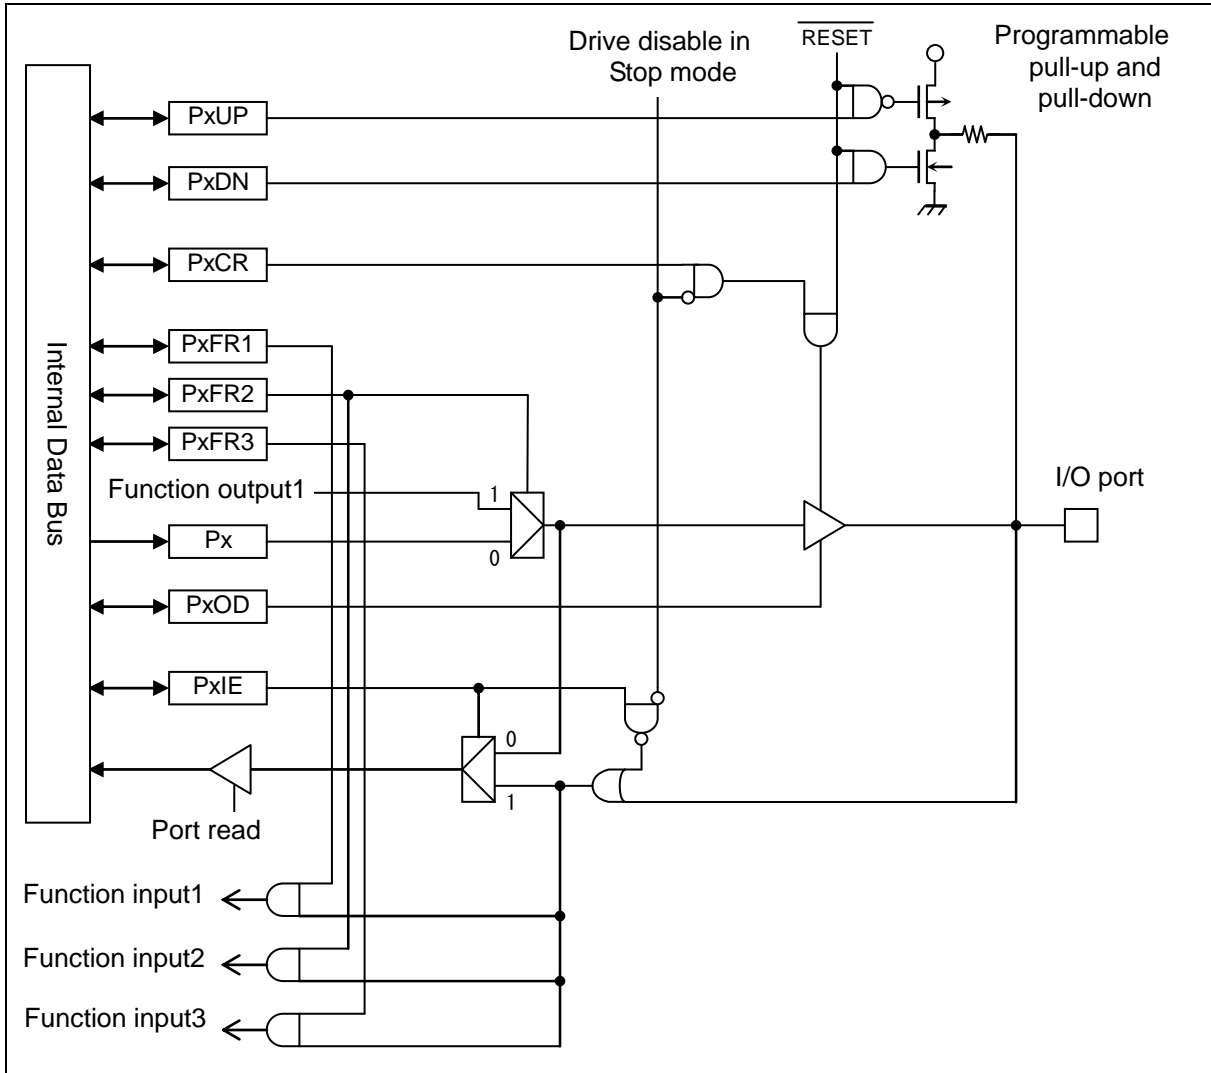 Drive disable in
Stop mode
RESET
Programmable
pull-up and
pull-down
PxUP
PxDN
PxCR
PxFR1
PxFR2
PxFR3
Internal Data Bus
Function output1
1
0
I/O port
Px
PxOD
PxIE
0
1
Port read
Function input1
Function input2
Function input3